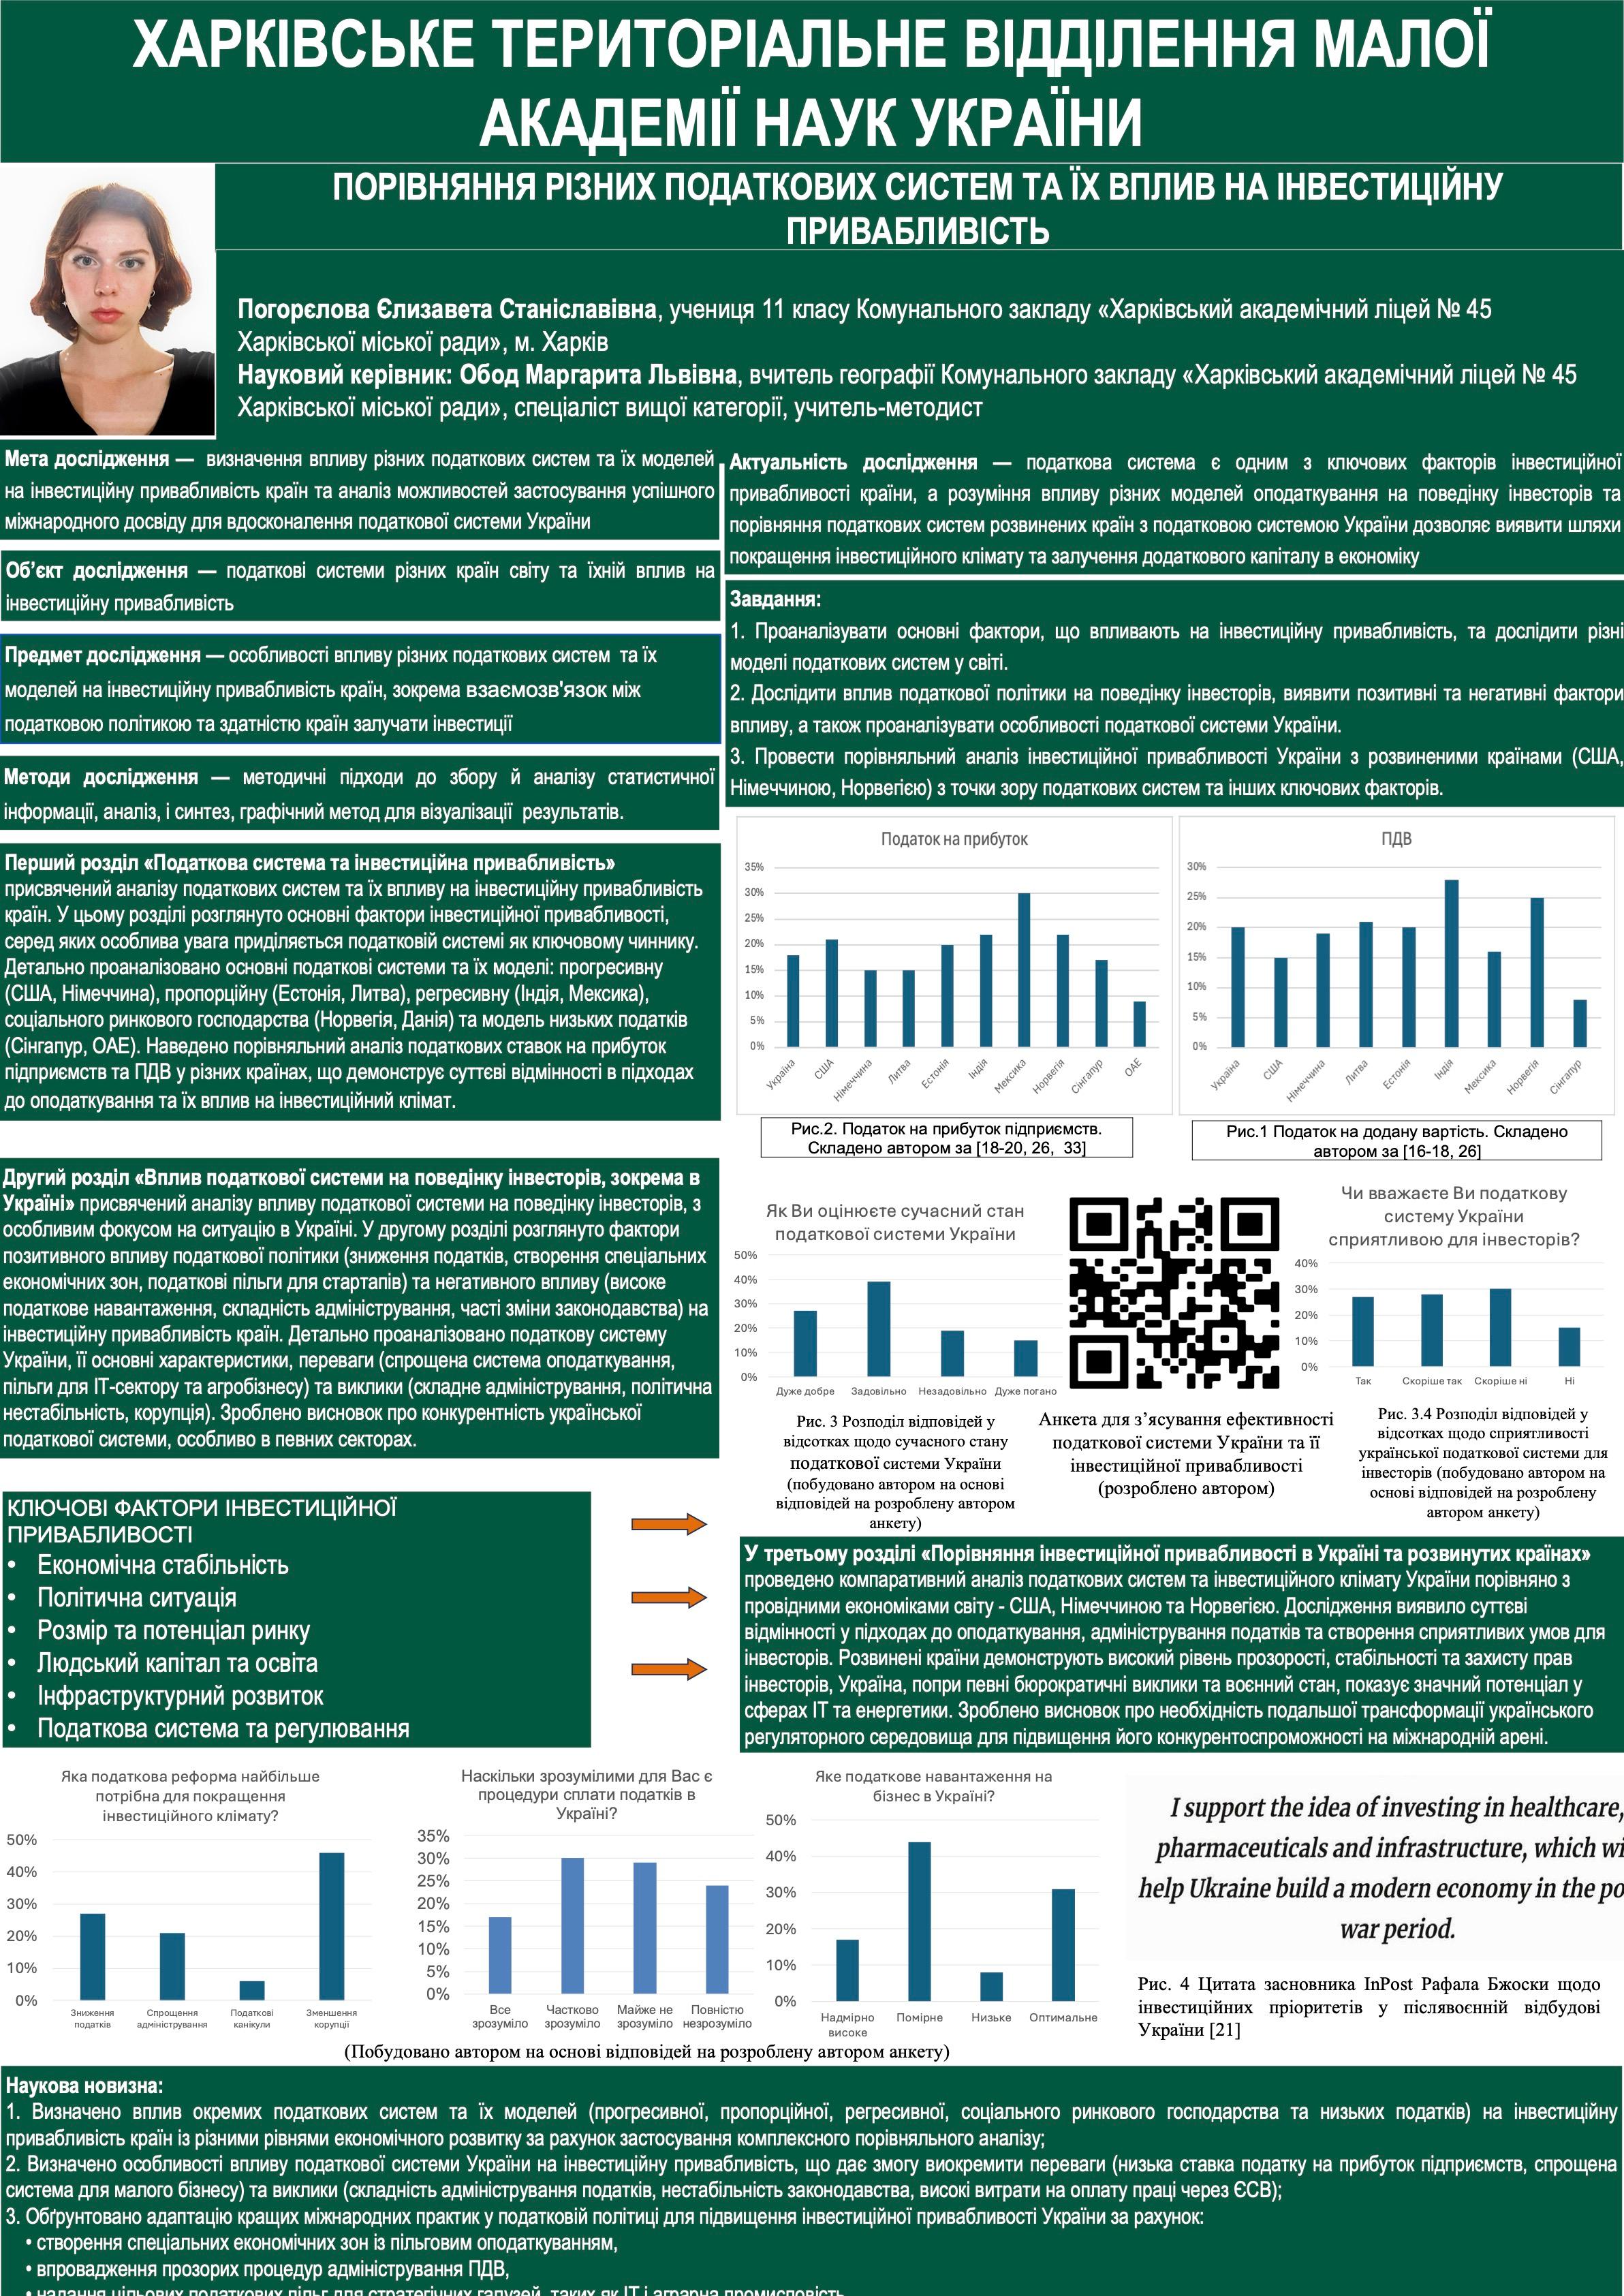 ХАРКІВСЬКЕ ТЕРИТОРІАЛЬНЕ ВІДДІЛЕННЯ МАЛОЇ
АКАДЕМІЇ НАУК УКРАЇНИ
ПОРІВНЯННЯ РІЗНИХ ПОДАТКОВИХ СИСТЕМ ТА ЇХ ВПЛИВ НА ІНВЕСТИЦІЙНУ
ПРИВАБЛИВІСТЬ
Погорєлова Єлизавета Станіславівна, учениця 11 класу Комунального закладу «Харківський академічний ліцей № 45
Харківської міської ради», м. Харків
Науковий керівник: Обод Маргарита Львівна, вчитель географії Комунального закладу «Харківський академічний ліцей № 45
Харківської міської ради», спеціаліст вищої категорії, учитель-методист
Мета дослідження — визначення впливу різних податкових систем та їх моделей
на інвестиційну привабливість країн та аналіз можливостей застосування успішного
міжнародного досвіду для вдосконалення податкової системи України
Об’єкт дослідження — податкові системи різних країн світу та їхній вплив на
інвестиційну привабливість
Предмет дослідження — особливості впливу різних податкових систем та їх
моделей на інвестиційну привабливість країн, зокрема взаємозв'язок між
податковою політикою та здатністю країн залучати інвестиції
Методи дослідження — методичні підходи до збору й аналізу статистичної
інформації, аналіз, і синтез, графічний метод для візуалізації результатів.
Актуальність дослідження — податкова система є одним з ключових факторів інвестиційної
привабливості країни, а розуміння впливу різних моделей оподаткування на поведінку інвесторів та
порівняння податкових систем розвинених країн з податковою системою України дозволяє виявити шляхи
покращення інвестиційного клімату та залучення додаткового капіталу в економіку
Завдання:
1. Проаналізувати основні фактори, що впливають на інвестиційну привабливість, та дослідити різні
моделі податкових систем у світі.
2. Дослідити вплив податкової політики на поведінку інвесторів, виявити позитивні та негативні фактори
впливу, а також проаналізувати особливості податкової системи України.
3. Провести порівняльний аналіз інвестиційної привабливості України з розвиненими країнами (США,
Німеччиною, Норвегією) з точки зору податкових систем та інших ключових факторів.
Перший розділ «Податкова система та інвестиційна привабливість»
присвячений аналізу податкових систем та їх впливу на інвестиційну привабливість
країн. У цьому розділі розглянуто основні фактори інвестиційної привабливості,
серед яких особлива увага приділяється податковій системі як ключовому чиннику.
Детально проаналізовано основні податкові системи та їх моделі: прогресивну
(США, Німеччина), пропорційну (Естонія, Литва), регресивну (Індія, Мексика),
соціального ринкового господарства (Норвегія, Данія) та модель низьких податків
(Сінгапур, ОАЕ). Наведено порівняльний аналіз податкових ставок на прибуток
підприємств та ПДВ у різних країнах, що демонструє суттєві відмінності в підходах
до оподаткування та їх вплив на інвестиційний клімат.
Податок на прибуток
35%
30%
25%
20%
15%
10%
5%
0%
Україна
США
Німеччина
Литва
Естонія
Індія
Мексика
Норвегія
Сінгапур
ОАЕ
Рис.2. Податок на прибуток підприємств.
Складено автором за [18-20, 26, 33]
ПДВ
30%
25%
20%
15%
10%
5%
0%
Україна
США
Німеччина
Литва
Естонія
Індія
Мексика
Норвегія
Сінгапур
Рис.1 Податок на додану вартість. Складено
автором за [16-18, 26]
Другий розділ «Вплив податкової системи на поведінку інвесторів, зокрема в
Україні» присвячений аналізу впливу податкової системи на поведінку інвесторів, з
особливим фокусом на ситуацію в Україні. У другому розділі розглянуто фактори
позитивного впливу податкової політики (зниження податків, створення спеціальних
економічних зон, податкові пільги для стартапів) та негативного впливу (високе
податкове навантаження, складність адміністрування, часті зміни законодавства) на
інвестиційну привабливість країн. Детально проаналізовано податкову систему
України, її основні характеристики, переваги (спрощена система оподаткування,
пільги для ІТ-сектору та агробізнесу) та виклики (складне адміністрування, політична
нестабільність, корупція). Зроблено висновок про конкурентність української
податкової системи, особливо в певних секторах.
Як Ви оцінюєте сучасний стан
податкової системи України
50%
40%
30%
20%
10%
0%
Дуже добре
Задовільно
Незадовільно
Дуже погано
Рис. 3 Розподіл відповідей у
відсотках щодо сучасного стану
податкової системи України
(побудовано автором на основі
відповідей на розроблену автором
анкету)
Анкета для з’ясування ефективності
податкової системи України та її
інвестиційної привабливості
(розроблено автором)
Чи вважаєте Ви податкову
систему України
сприятливою для інвесторів?
40%
30%
20%
10%
0%
Так
Скоріше так
Скоріше ні
Ні
Рис. 3.4 Розподіл відповідей у
відсотках щодо сприятливості
української податкової системи для
інвесторів (побудовано автором на
основі відповідей на розроблену
автором анкету)
КЛЮЧОВІ ФАКТОРИ ІНВЕСТИЦІЙНОЇ
ПРИВАБЛИВОСТІ
• Економічна стабільність
• Політична ситуація
• Розмір та потенціал ринку
• Людський капітал та освіта
• Інфраструктурний розвиток
• Податкова система та регулювання
У третьому розділі «Порівняння інвестиційної привабливості в Україні та розвинутих країнах»
проведено компаративний аналіз податкових систем та інвестиційного клімату України порівняно з
провідними економіками світу - США, Німеччиною та Норвегією. Дослідження виявило суттєві
відмінності у підходах до оподаткування, адміністрування податків та створення сприятливих умов для
інвесторів. Розвинені країни демонструють високий рівень прозорості, стабільності та захисту прав
інвесторів, Україна, попри певні бюрократичні виклики та воєнний стан, показує значний потенціал у
сферах ІТ та енергетики. Зроблено висновок про необхідність подальшої трансформації українського
регуляторного середовища для підвищення його конкурентоспроможності на міжнародній арені.
Яка податкова реформа найбільше
потрібна для покращення
інвестиційного клімату?
50%
40%
30%
20%
10%
0%
Зниження
податків
Спрощення
адміністрування
Податкові
канікули
Зменшення
корупції
Наскільки зрозумілими для Вас є
процедури сплати податків в
Україні?
35%
30%
25%
20%
15%
10%
5%
0%
Все
зрозуміло
Частково
зрозуміло
Майже не
зрозуміло
Повністю
незрозуміло
Яке податкове навантаження на
бізнес в Україні?
50%
40%
30%
20%
10%
0%
Надмірно
високе
Помірне
Низьке
Оптимальне
(Побудовано автором на основі відповідей на розроблену автором анкету)
I support the idea of investing in healthcare,
pharmaceuticals and infrastructure, which wi
help Ukraine build a modern economy in the po
war period.
Рис. 4 Цитата засновника InPost Рафала Бжоски щодо
інвестиційних пріоритетів у післявоєнній відбудові
України [21]
Наукова новизна:
1. Визначено вплив окремих податкових систем та їх моделей (прогресивної, пропорційної, регресивної, соціального ринкового господарства та низьких податків) на інвестиційну
привабливість країн із різними рівнями економічного розвитку за рахунок застосування комплексного порівняльного аналізу;
2. Визначено особливості впливу податкової системи України на інвестиційну привабливість, що дає змогу виокремити переваги (низька ставка податку на прибуток підприємств, спрощена
система для малого бізнесу) та виклики (складність адміністрування податків, нестабільність законодавства, високі витрати на оплату праці через ЄСВ);
3. Обґрунтовано адаптацію кращих міжнародних практик у податковій політиці для підвищення інвестиційної привабливості України за рахунок:
• створення спеціальних економічних зон із пільговим оподаткуванням,
• впровадження прозорих процедур адміністрування ПДВ,
• надання цільових податкових пільг для стратегічних галузей, таких як ІТ і аграрна промисловість